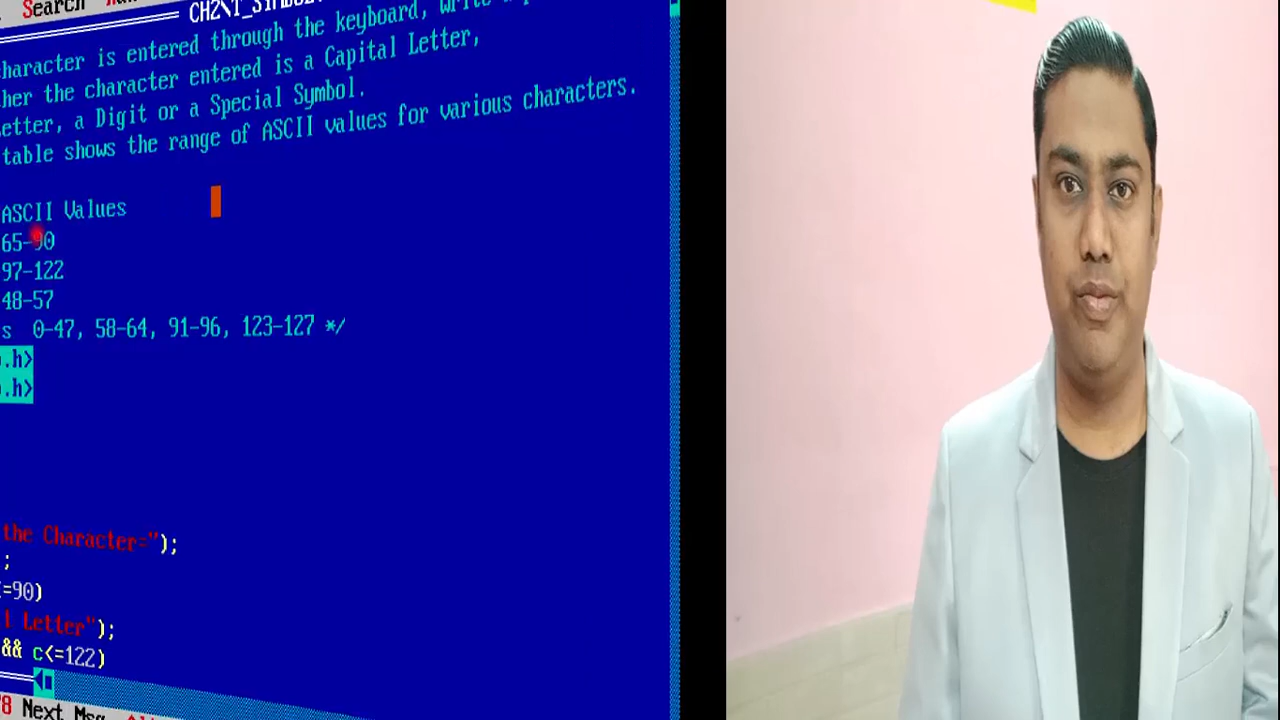 Search
CH2\T_SYMBOL
character is entered through the keyboard,
her the character entered is a Capital Letter,
etter, a Digit or a Special Symbol.
table shows the range of ASCII values for various characters.
ASCII Values
65-90
97-122
48-57
s 0-47, 58-64, 91-96, 123-127 */
.h>
.h>
the Character=");
;
=90)
l Letter");
&& c<=122)
8 Next Msg